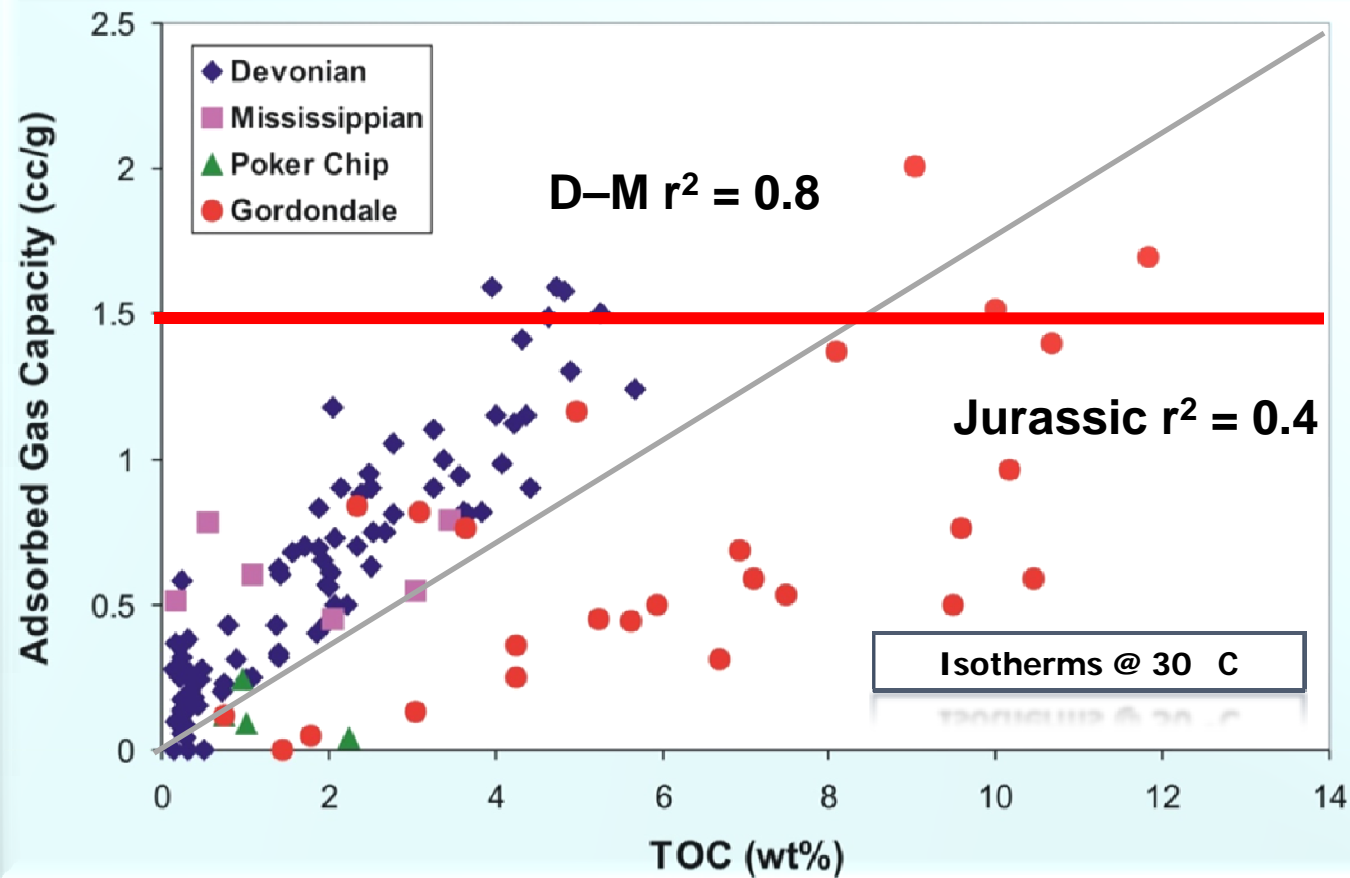 Adsorbed Gas Capacity (cc/g)
2.5
2
1.5
1
0.5
0
Devonian
Mississippian
Poker Chip
Gordondale
D–M r² = 0.8
Jurassic r² = 0.4
Isotherms @ 30 C
0 2 4 6 8 10 12 14
TOC (wt%)